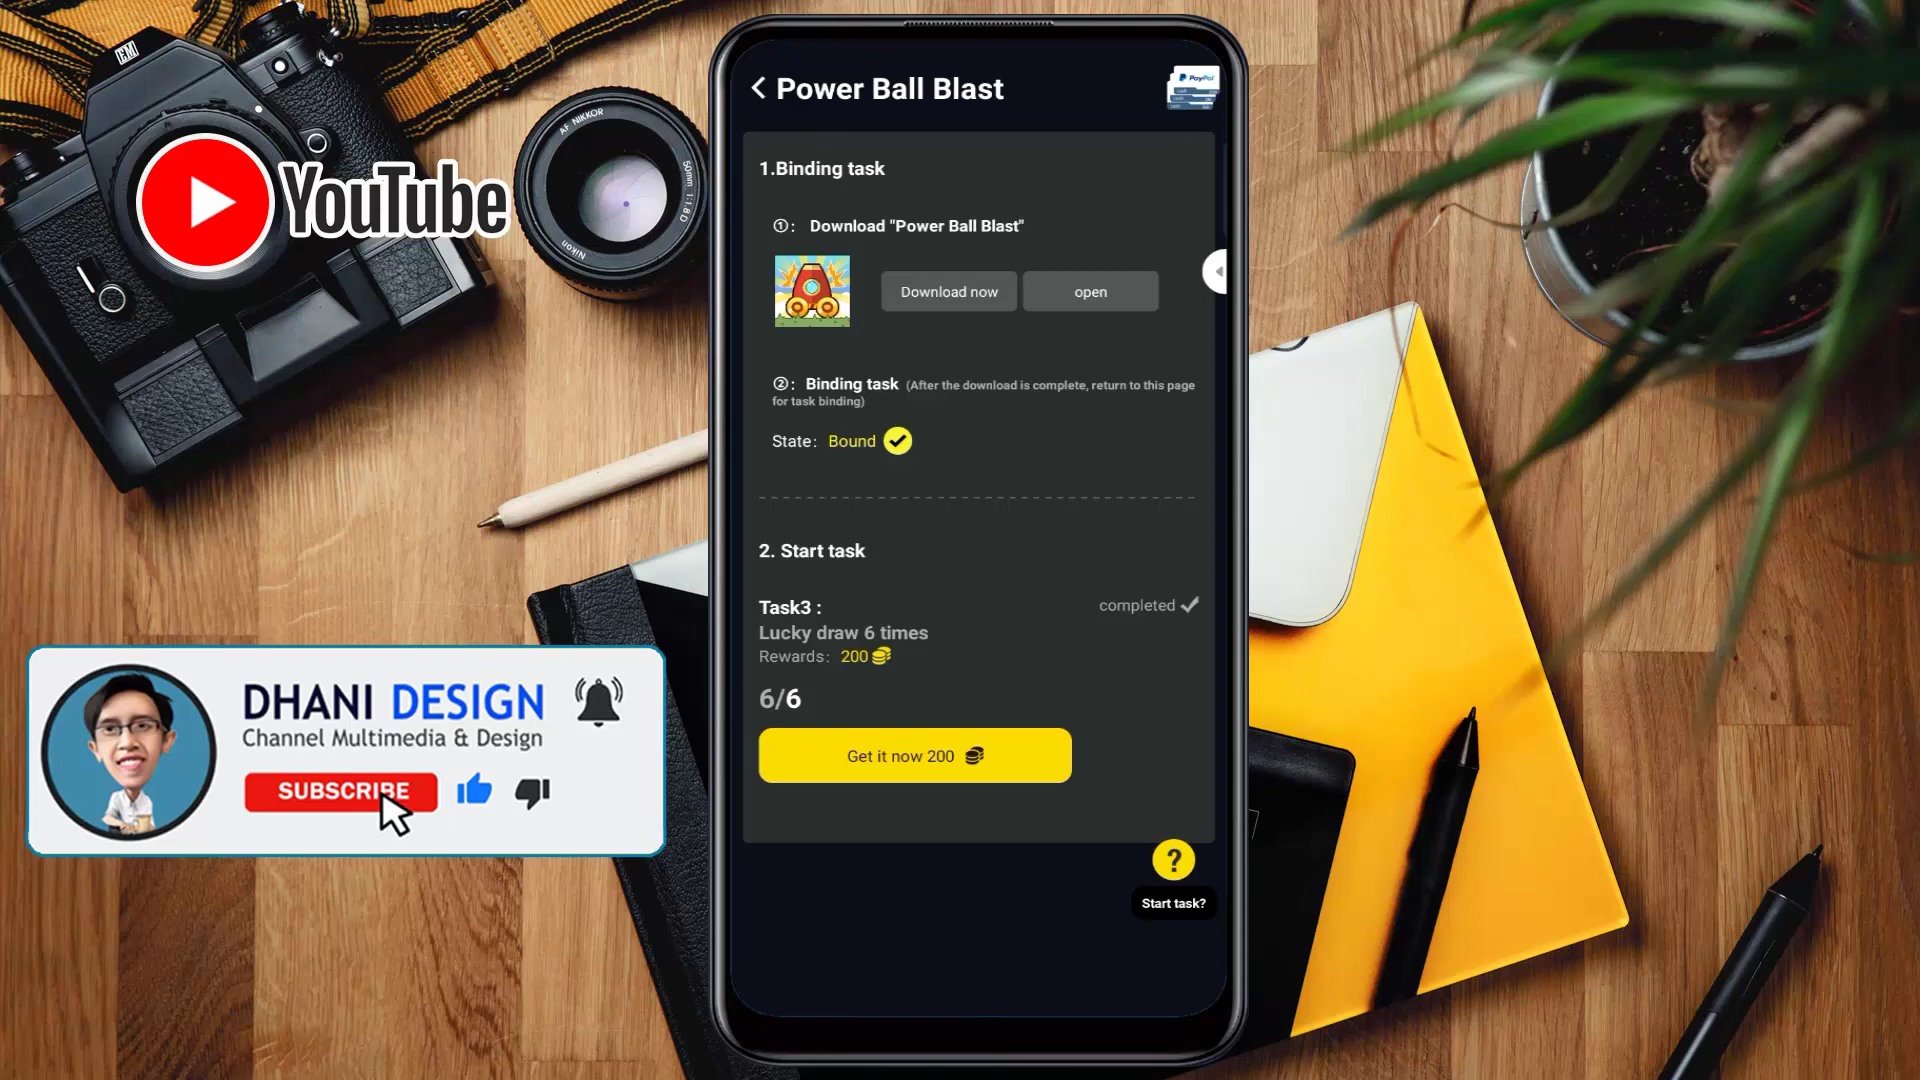 EM
AF NIKKOR
50mm 1:1.8 D
Nikon
YouTube
Power Ball Blast
PayPal
1.Binding task
①: Download "Power Ball Blast"
Download now
open
②: Binding task (After the download is complete, return to this page
for task binding)
State: Bound
2. Start task
Task3 :
completed
Lucky draw 6 times
Rewards: 200
6/6
Get it now 200
?
Start task?
DHANI DESIGN
Channel Multimedia & Design
SUBSCRIBE